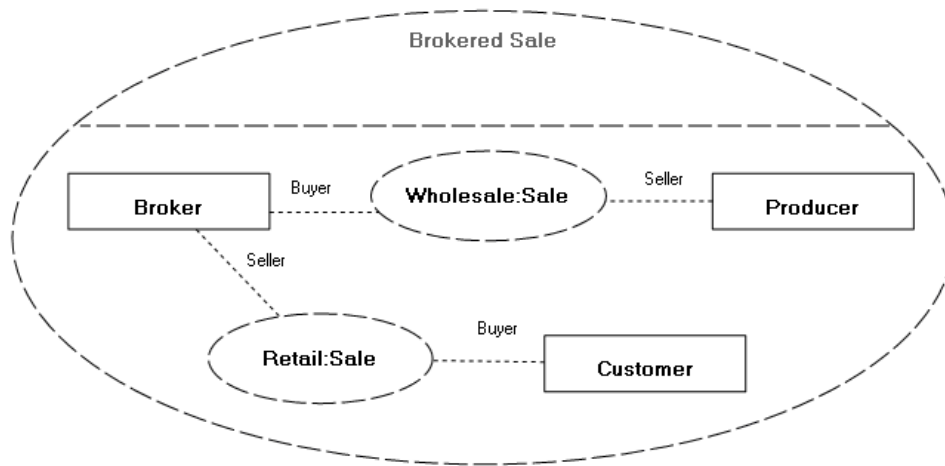 Brokered Sale
Buyer
Wholesale:Sale
Seller
Broker
Producer
Seller
Buyer
Retail:Sale
Customer